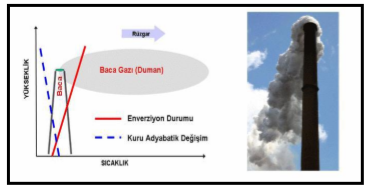 Rüzgar
YÜKSEKLİK
Baca
Baca Gazı (Duman)
Enverziyon Durumu
Kuru Adyabatik Değişim
SICAKLIK